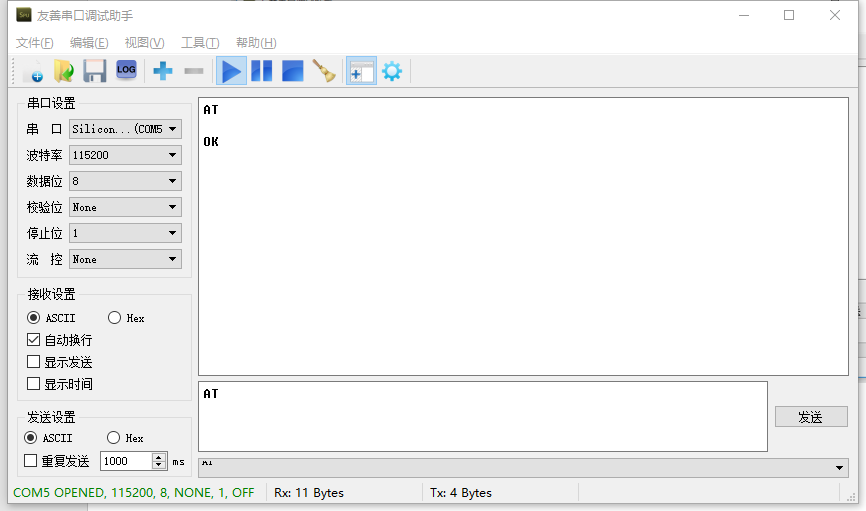 友善串口调试助手
文件(F) 编辑(E) 视图(V) 工具(T) 帮助(H)
LOG
串口设置
串 口 Silicon...(COM5
波特率 115200
数据位 8
校验位 None
停止位 1
流 控 None
接收设置
ASCII Hex
自动换行
显示发送
显示时间
发送设置
ASCII Hex
重复发送 1000 ms
AT
OK
AT
发送
AT
COM5 OPENED, 115200, 8, NONE, 1, OFF Rx: 11 Bytes Tx: 4 Bytes